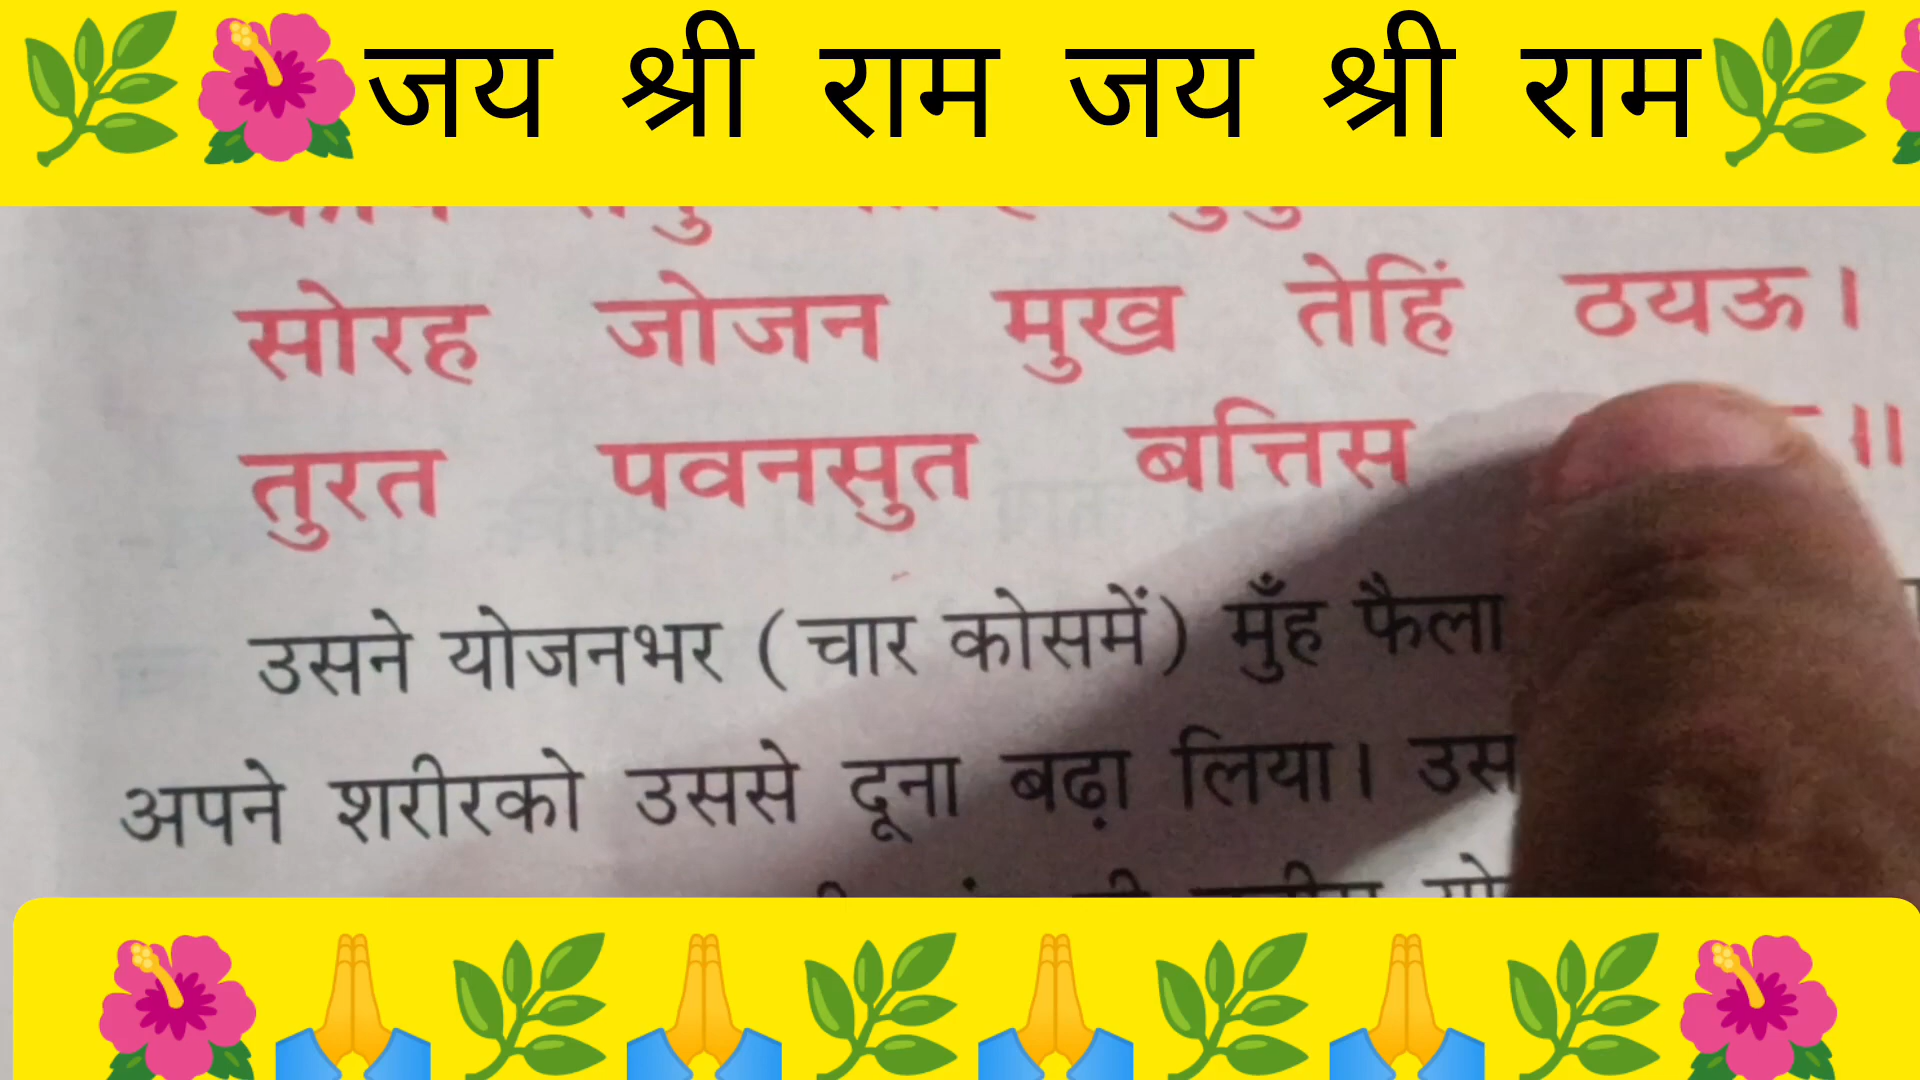 जय श्री राम जय श्री राम
सोरह जोजन मुख तेहिं ठयऊ।
तुरत पवनसुत बत्तिस ॥
उसने योजनभर (चार कोसमें) मुँह फैला
अपने शरीरको उससे दूना बढ़ा लिया। उस